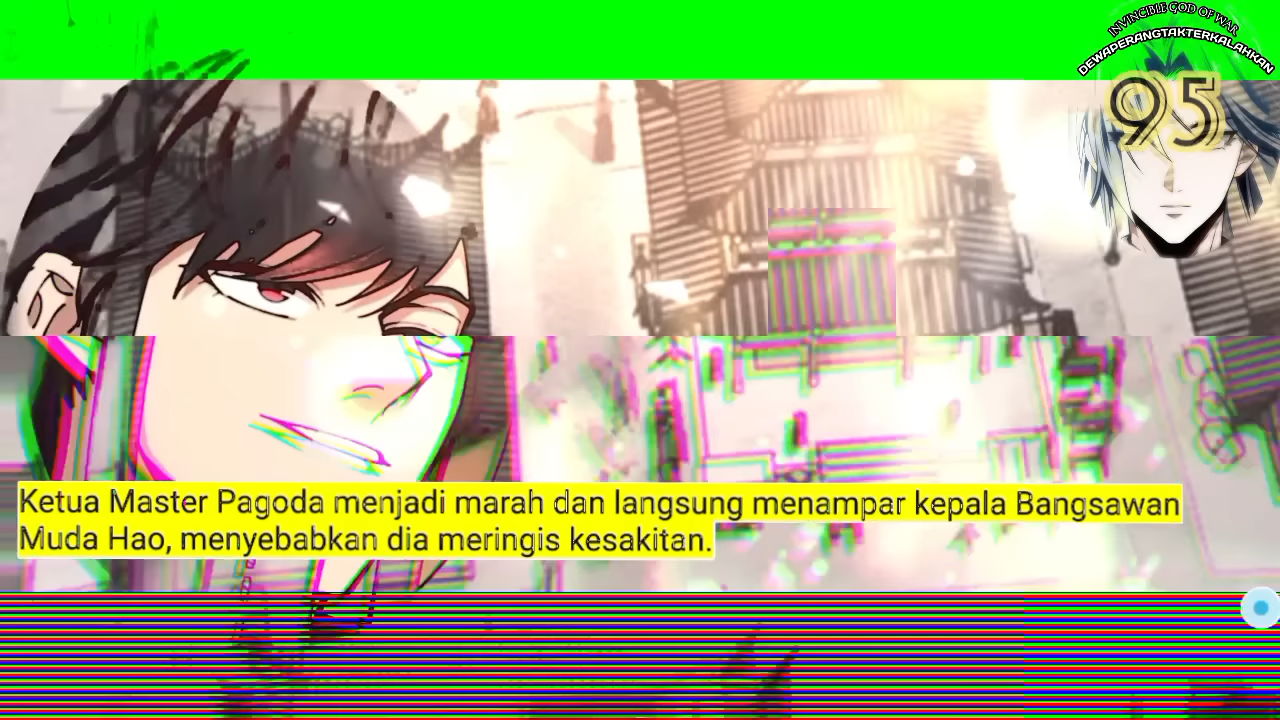 INVINCIBLE GOD OF WAR
DEWAPERANGTAKTERKALAHKAN
95
Ketua Master Pagoda menjadi marah dan langsung menampar kepala Bangsawan
Muda Hao, menyebabkan dia meringis kesakitan.